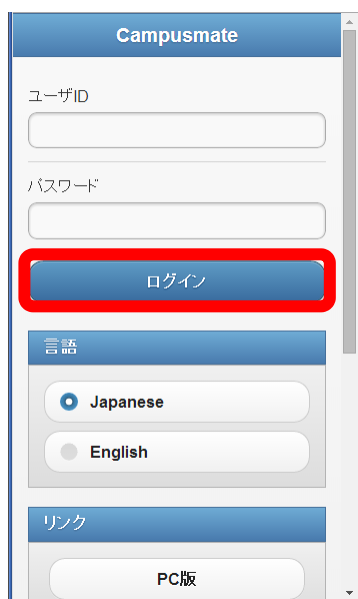 Campusmate
ユーザID
パスワード
ログイン
言語
Japanese
English
リンク
PC版